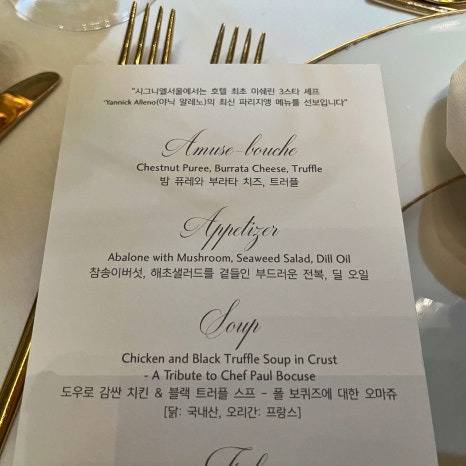 "시그니엘서울에서는 호텔 최초 미쉐린 3스타 셰프
'Yannick Alleno(야닉 알레노)의 최신 파리지앵 메뉴를 선보입니다"
Amuse-bouche
Chestnut Puree, Burrata Cheese, Truffle
밤 퓨레와 부라타 치즈, 트러플
Appetizer
Abalone with Mushroom, Seaweed Salad, Dill Oil
참송이버섯, 해초샐러드를 곁들인 부드러운 전복, 딜 오일
Soup
Chicken and Black Truffle Soup in Crust
- A Tribute to Chef Paul Bocuse
도우로 감싼 치킨 & 블랙 트러플 스프 - 폴 보퀴즈에 대한 오마쥬
[닭: 국내산, 오리간: 프랑스]